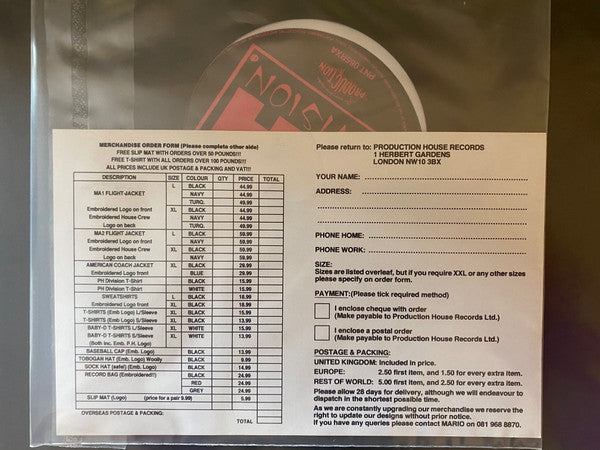 PRODUCTION
PNT-056RXA
VISION
MERCHANDISE ORDER FORM (Please complete other side)
FREE SLIP MAT WITH ORDERS OVER 50 POUNDS!!!
FREE T-SHIRT WITH ALL ORDERS OVER 100 POUNDS!!!
ALL PRICES INCLUDE UK POSTAGE & PACKING AND VAT!!!
DESCRIPTION SIZE COLOUR QTY PRICE TOTAL
L BLACK 44.99
MA1 FLIGHT-JACKET NAVY 44.99
TURQ. 49.99
Embroidered Logo on front XL BLACK 44.99
Embroidered House Crew NAVY 44.99
Logo on back TURQ. 49.99
MA2 FLIGHT JACKET L BLACK 59.99
Embroidered Logo on front NAVY 59.99
Embroidered House Crew XL BLACK 59.99
Logo on back NAVY 59.99
AMERICAN COACH JACKET XL BLACK 29.99
Embroidered Logo front BLUE 29.99
PH Division T-Shirt BLACK 15.99
PH Division T-Shirt WHITE 15.99
SWEATSHIRTS L BLACK 18.99
Embroidered Logo front XL BLACK 18.99
T-SHIRTS (Emb Logo) L/Sleeve XL BLACK 15.99
T-SHIRTS (Emb Logo) S/Sleeve XL BLACK 13.99
BABY-D T-SHIRTS L/Sleeve XL WHITE 15.99
BABY-D T-SHIRTS S/Sleeve XL WHITE 13.99
(Both inc. Emb. P.H. Logo)
BASEBALL CAP (Emb. Logo) BLACK 13.99
TOBOGAN HAT (Emb. Logo) Woolly BLACK 9.99
SOCK HAT (safe!) (Emb. Logo) BLACK 14.99
RECORD BAG (Embroidered!!) BLACK 24.99
RED 24.99
GREY 24.99
SLIP MAT (Logo) (price for a pair 9.99) 5.99
OVERSEAS POSTAGE & PACKING:
TOTAL
Please return to: PRODUCTION HOUSE RECORDS
1 HERBERT GARDENS
LONDON NW10 3BX
YOUR NAME:
ADDRESS:
PHONE HOME:
PHONE WORK:
SIZE:
Sizes are listed overleaf, but if you require XXL or any other sizes
please specify on order form.
PAYMENT:(Please tick required method)
I enclose cheque with order
(Make payable to Production House Records Ltd.)
I enclose a postal order
(Make payable to Production House Records Ltd.)
POSTAGE & PACKING:
UNITED KINGDOM: included in price.
EUROPE: 2.50 first item, and 1.50 for every extra item.
REST OF WORLD: 5.00 first item, and 2.50 for every extra item.
Please allow 28 days for delivery, although we will endeavour to
dispatch in the shortest possible time.
As we are constantly upgrading our merchandise we reserve the
right to update our designs without prior notice.
If you have any queries please contact MARIO on 081 968 8870.